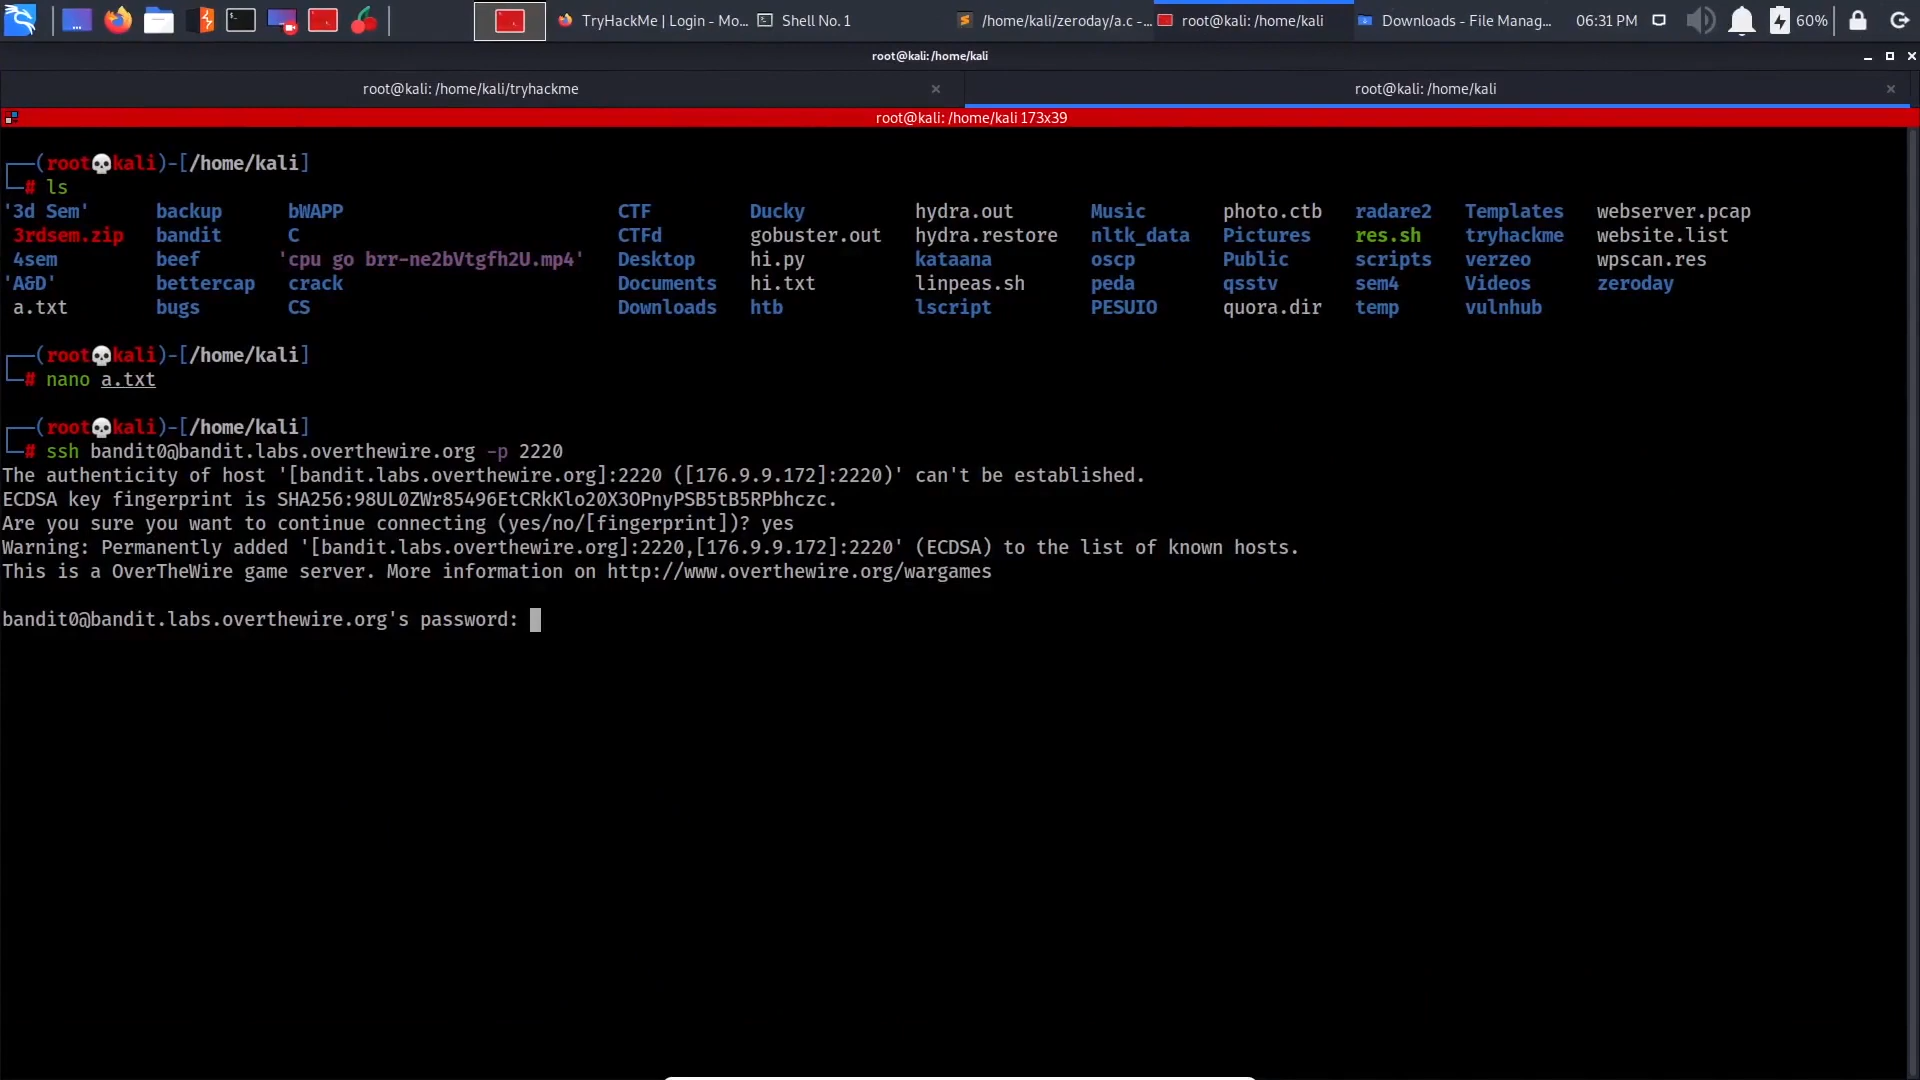 TryHackMe | Login - Mo... Shell No. 1 /home/kali/zeroday/a.c -... root@kali: /home/kali Downloads - File Manag... 06:31 PM 60%
root@kali: /home/kali
root@kali: /home/kali/tryhackme × root@kali: /home/kali ×
root@kali: /home/kali 173x39
┌──(root💀kali)-[/home/kali]
└─# ls
'3d Sem' backup bWAPP CTF Ducky hydra.out Music photo.ctb radare2 Templates webserver.pcap
3rdsem.zip bandit C CTFd gobuster.out hydra.restore nltk_data Pictures res.sh tryhackme website.list
4sem beef 'cpu go brr-ne2bVtgfh2U.mp4' Desktop hi.py kataana oscp Public scripts verzeo wpscan.res
'A&D' bettercap crack Documents hi.txt linpeas.sh peda qsstv sem4 Videos zeroday
a.txt bugs CS Downloads htb lscript PESUIO quora.dir temp vulnhub
┌──(root💀kali)-[/home/kali]
└─# nano a.txt
┌──(root💀kali)-[/home/kali]
└─# ssh bandit0@bandit.labs.overthewire.org -p 2220
The authenticity of host '[bandit.labs.overthewire.org]:2220 ([176.9.9.172]:2220)' can't be established.
ECDSA key fingerprint is SHA256:98UL0ZWr85496EtCRkKlo20X3OPnyPSB5tB5RPbhczc.
Are you sure you want to continue connecting (yes/no/[fingerprint])? yes
Warning: Permanently added '[bandit.labs.overthewire.org]:2220,[176.9.9.172]:2220' (ECDSA) to the list of known hosts.
This is a OverTheWire game server. More information on http://www.overthewire.org/wargames
bandit0@bandit.labs.overthewire.org's password: